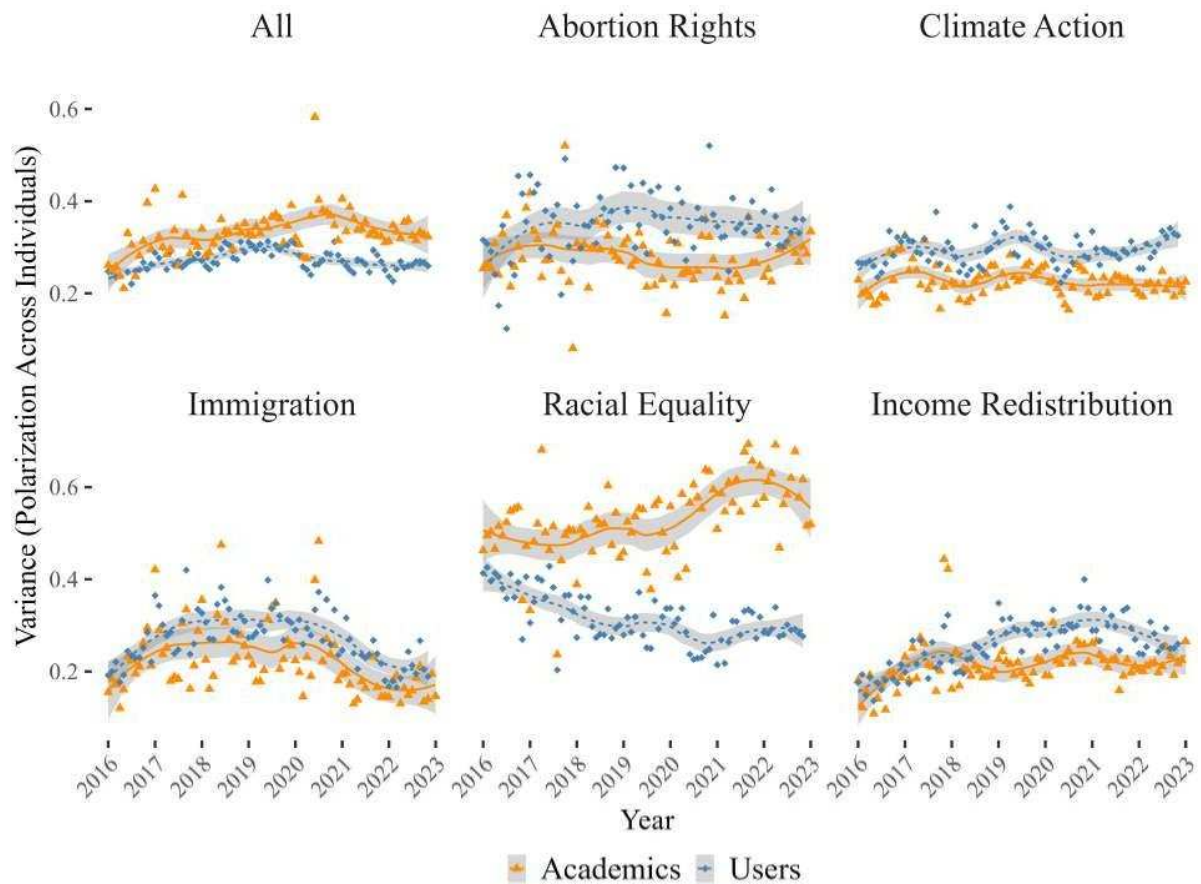 All Abortion Rights Climate Action
0.6
0.4
0.2
Variance (Polarization Across Individuals)
Immigration Racial Equality Income Redistribution
0.6
0.4
0.2
2016 2017 2018 2019 2020 2021 2022 2023 2016 2017 2018 2019 2020 2021 2022 2023 2016 2017 2018 2019 2020 2021 2022 2023
Year
Academics Users